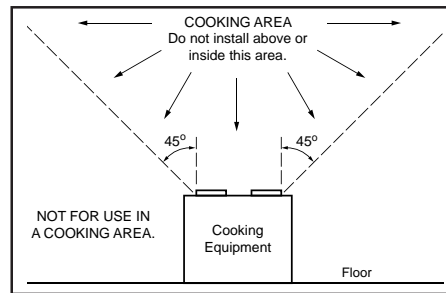 COOKING AREA
Do not install above or
inside this area.
45°
45°
NOT FOR USE IN
A COOKING AREA.
Cooking
Equipment
Floor